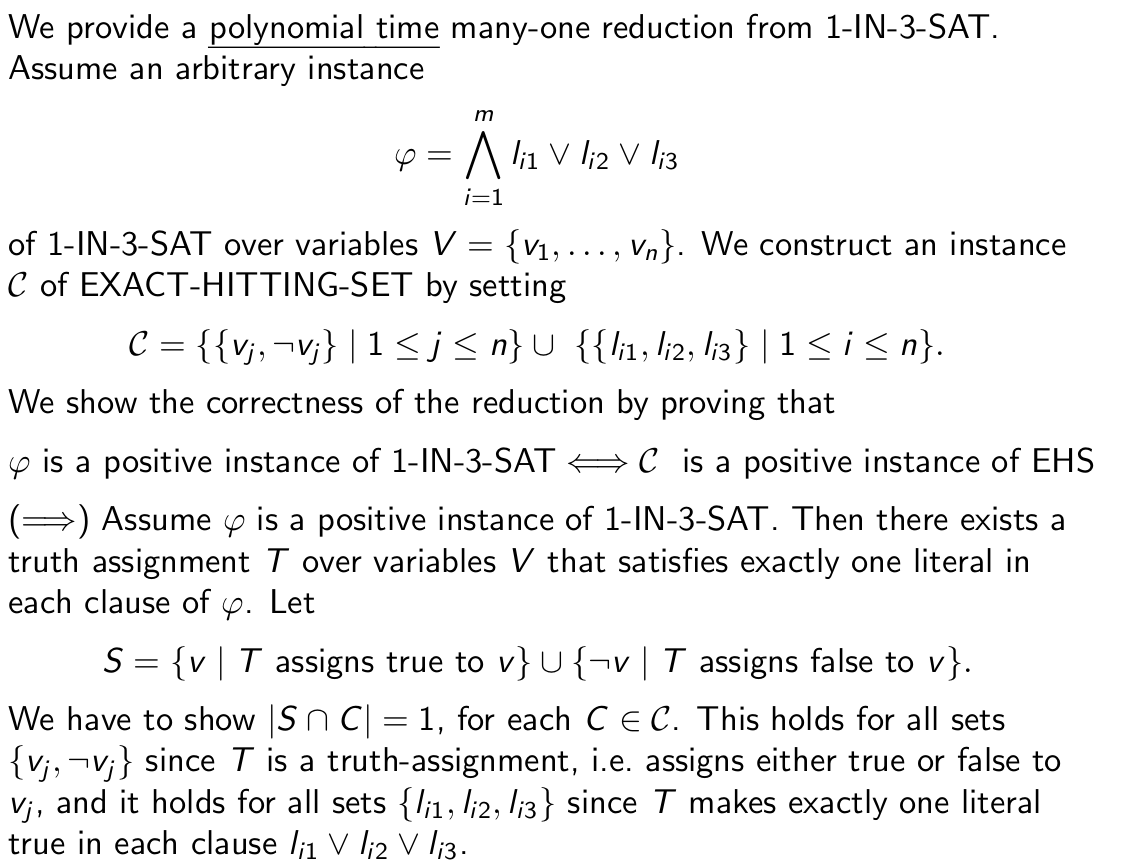 We provide a polynomial time many-one reduction from 1-IN-3-SAT.
Assume an arbitrary instance
φ = ⋀_{i=1}^{m} l_{i1} ∨ l_{i2} ∨ l_{i3}
of 1-IN-3-SAT over variables V = {v_1, . . . , v_n}. We construct an instance
𝒞 of EXACT-HITTING-SET by setting
𝒞 = {{v_j, ¬v_j} | 1 ≤ j ≤ n} ∪ {{l_{i1}, l_{i2}, l_{i3}} | 1 ≤ i ≤ n}.
We show the correctness of the reduction by proving that
φ is a positive instance of 1-IN-3-SAT ⟺ 𝒞 is a positive instance of EHS
(⟹) Assume φ is a positive instance of 1-IN-3-SAT. Then there exists a
truth assignment T over variables V that satisfies exactly one literal in
each clause of φ. Let
S = {v | T assigns true to v} ∪ {¬v | T assigns false to v}.
We have to show |S ∩ C| = 1, for each C ∈ 𝒞. This holds for all sets
{v_j, ¬v_j} since T is a truth-assignment, i.e. assigns either true or false to
v_j, and it holds for all sets {l_{i1}, l_{i2}, l_{i3}} since T makes exactly one literal
true in each clause l_{i1} ∨ l_{i2} ∨ l_{i3}.